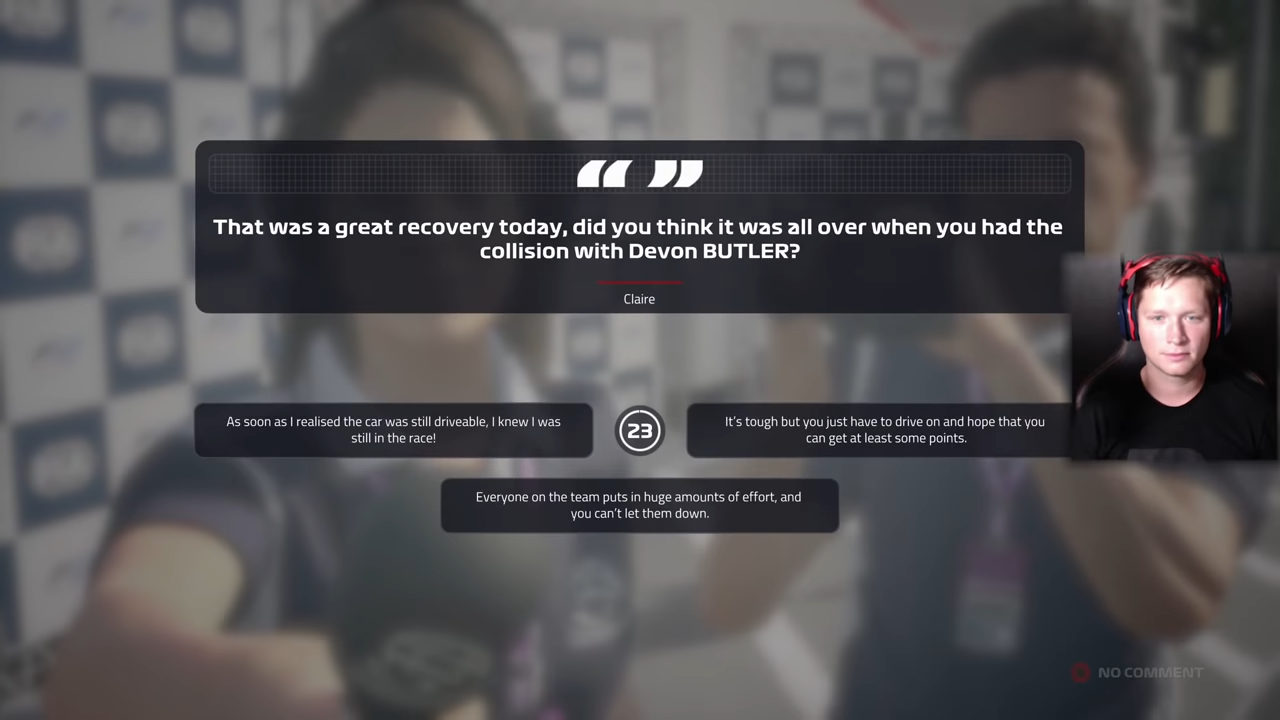 That was a great recovery today, did you think it was all over when you had the
collision with Devon BUTLER?
Claire
As soon as I realised the car was still driveable, I knew I was
still in the race!
23
It's tough but you just have to drive on and hope that you
can get at least some points.
Everyone on the team puts in huge amounts of effort, and
you can't let them down.
NO COMMENT